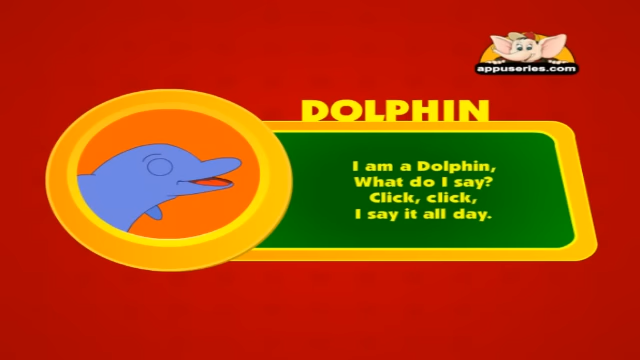 appuseries.com
DOLPHIN
I am a Dolphin,
What do I say?
Click, click,
I say it all day.